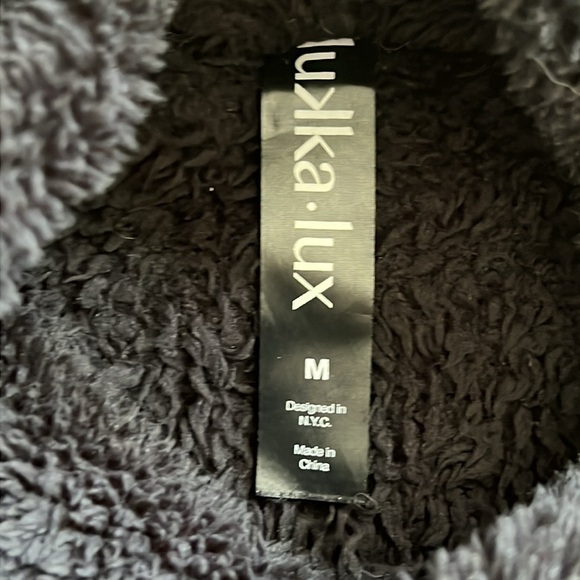 lukka·lux
M
Designed in
N.Y.C.
Made in
China